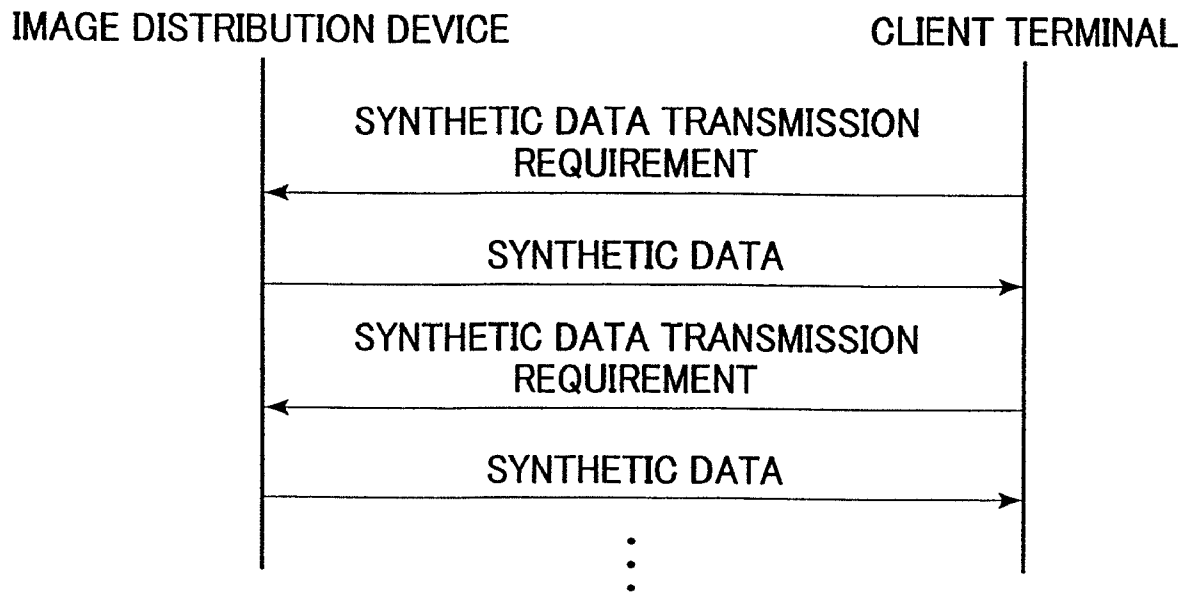 IMAGE DISTRIBUTION DEVICE
CLIENT TERMINAL
SYNTHETIC DATA TRANSMISSION
REQUIREMENT
SYNTHETIC DATA
SYNTHETIC DATA TRANSMISSION
REQUIREMENT
SYNTHETIC DATA